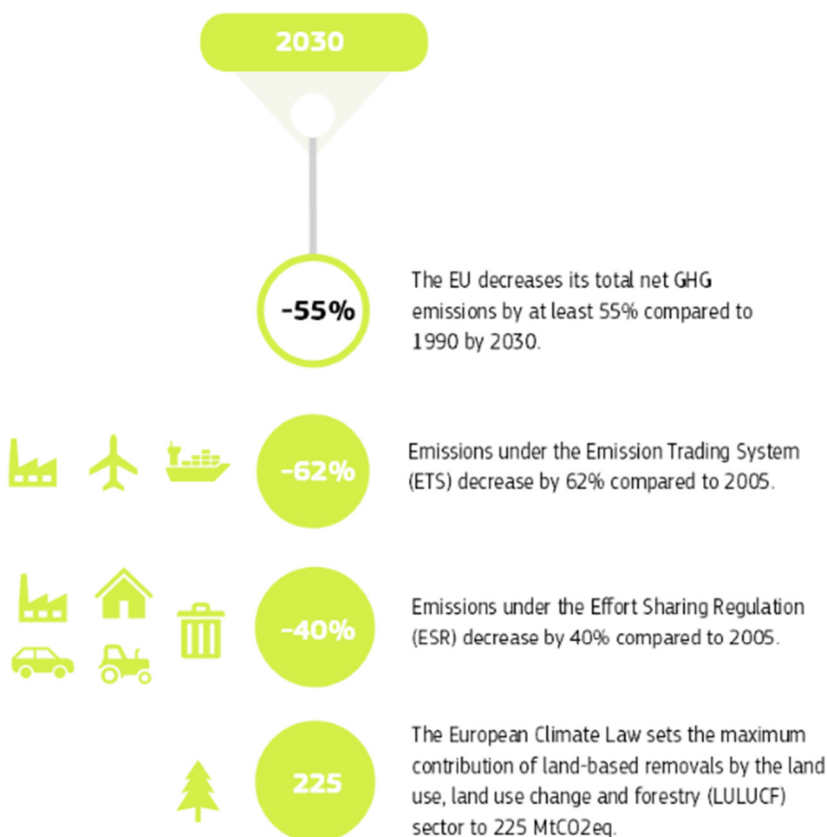 2030
-55%
The EU decreases its total net GHG
emissions by at least 55% compared to
1990 by 2030.
-62%
Emissions under the Emission Trading System
(ETS) decrease by 62% compared to 2005.
-40%
Emissions under the Effort Sharing Regulation
(ESR) decrease by 40% compared to 2005.
225
The European Climate Law sets the maximum
contribution of land-based removals by the land
use, land use change and forestry (LULUCF)
sector to 225 MtCO2eq.